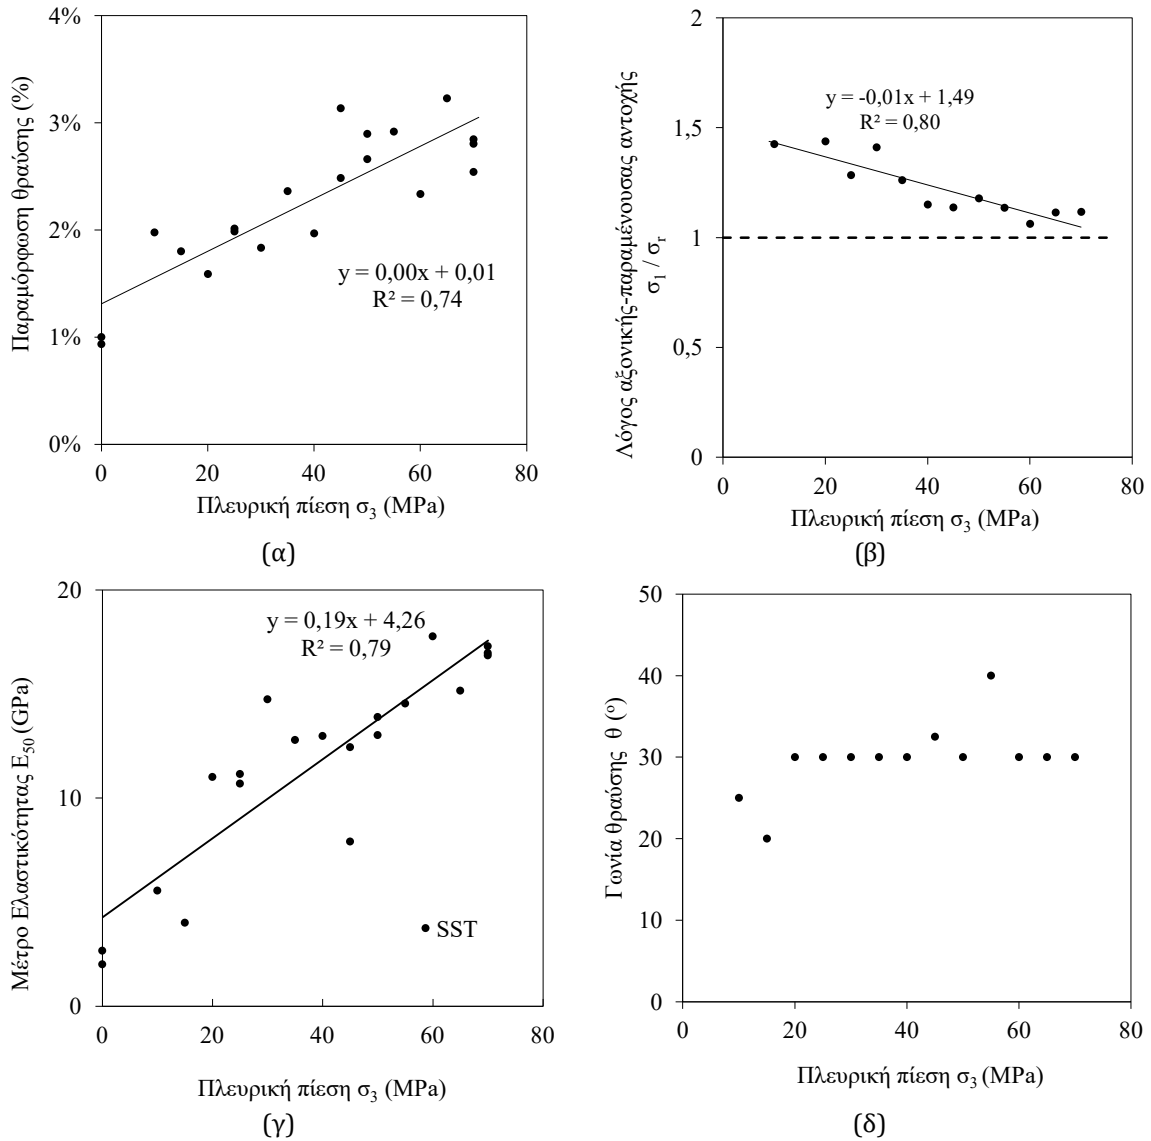 4%
3%
2%
1%
0%
Παραμόρφωση θραύσης (%)
y = 0,00x + 0,01
R² = 0,74
0 20 40 60 80
Πλευρική πίεση σ₃ (MPa)
(α)
2
1,5
1
0,5
0
Λόγος αξονικής-παραμένουσας αντοχής
σ₁ / σᵣ
y = -0,01x + 1,49
R² = 0,80
0 20 40 60 80
Πλευρική πίεση σ₃ (MPa)
(β)
20
10
0
Μέτρο Ελαστικότητας E₅₀ (GPa)
y = 0,19x + 4,26
R² = 0,79
SST
0 20 40 60 80
Πλευρική πίεση σ₃ (MPa)
(γ)
50
40
30
20
10
0
Γωνία θραύσης θ (°)
0 20 40 60 80
Πλευρική πίεση σ₃ (MPa)
(δ)